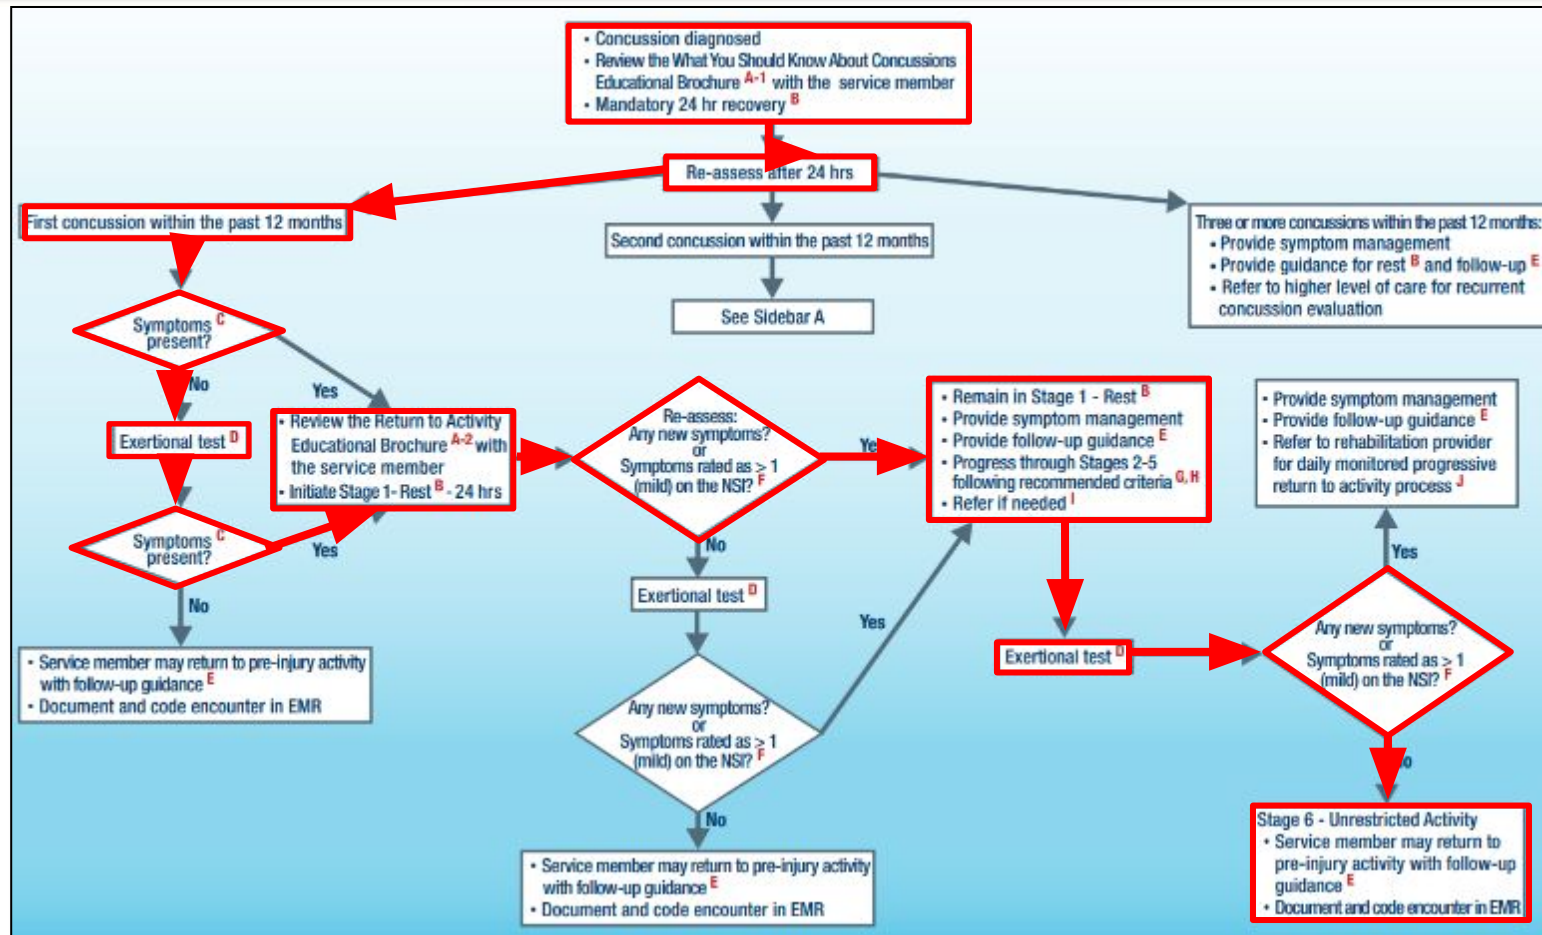 • Concussion diagnosed
• Review the What You Should Know About Concussions
Educational Brochure A-1 with the service member
• Mandatory 24 hr recovery B
Re-assess after 24 hrs
First concussion within the past 12 months
Second concussion within the past 12 months
See Sidebar A
Three or more concussions within the past 12 months:
• Provide symptom management
• Provide guidance for rest B and follow-up E
• Refer to higher level of care for recurrent
concussion evaluation
Symptoms C
present?
No
Yes
Exertional test D
Symptoms C
present?
Yes
No
• Service member may return to pre-injury activity
with follow-up guidance E
• Document and code encounter in EMR
• Review the Return to Activity
Educational Brochure A-2 with
the service member
• Initiate Stage 1- Rest B - 24 hrs
Re-assess:
Any new symptoms?
or
Symptoms rated as > 1
(mild) on the NSI? F
Yes
No
Exertional test D
Any new symptoms?
or
Symptoms rated as > 1
(mild) on the NSI? F
Yes
No
• Service member may return to pre-injury activity
with follow-up guidance E
• Document and code encounter in EMR
• Remain in Stage 1 - Rest B
• Provide symptom management
• Provide follow-up guidance E
• Progress through Stages 2-5
following recommended criteria G, H
• Refer if needed I
Exertional test D
Any new symptoms?
or
Symptoms rated as > 1
(mild) on the NSI? F
Yes
• Provide symptom management
• Provide follow-up guidance E
• Refer to rehabilitation provider
for daily monitored progressive
return to activity process J
No
Stage 6 - Unrestricted Activity
• Service member may return to
pre-injury activity with follow-up
guidance E
• Document and code encounter in EMR